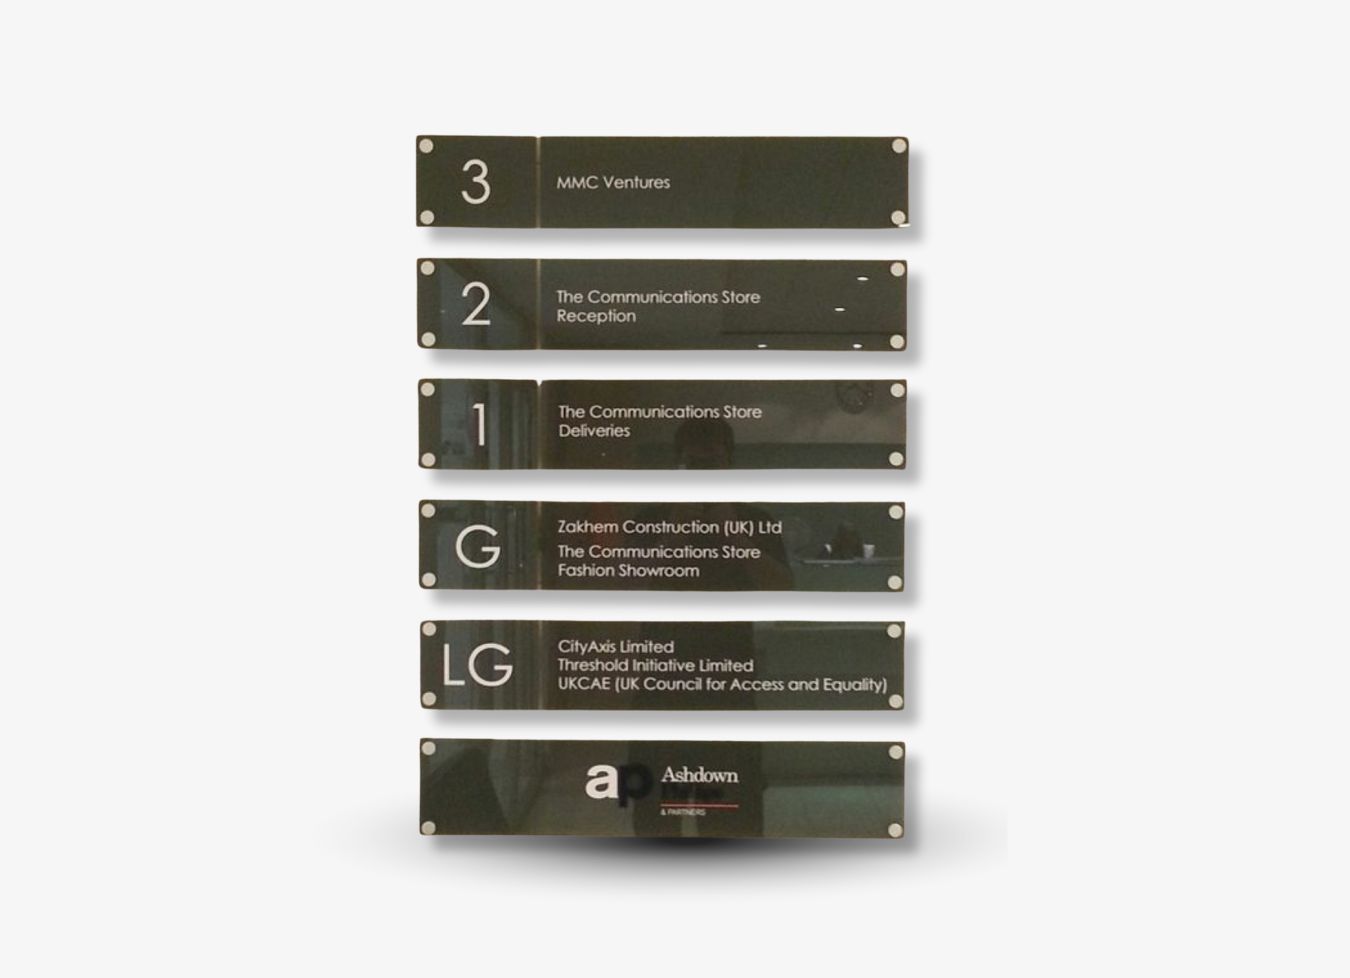 3
MMC Ventures
2
The Communications Store
Reception
1
The Communications Store
Deliveries
G
Zakhem Construction (UK) Ltd
The Communications Store
Fashion Showroom
LG
CityAxis Limited
Threshold Initiative Limited
UKCAE (UK Council for Access and Equality)
ap
Ashdown
& PARTNERS